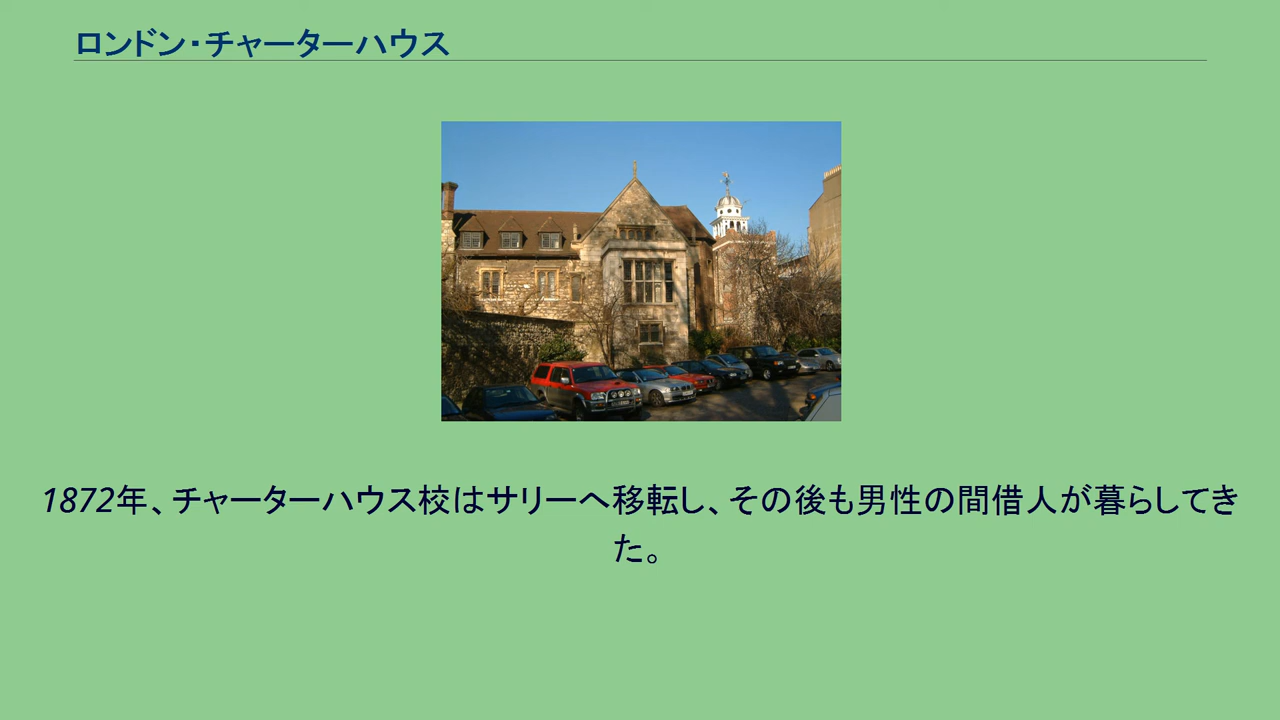 ロンドン・チャーターハウス
1872年、チャーターハウス校はサリーへ移転し、その後も男性の間借人が暮らしてき
た。